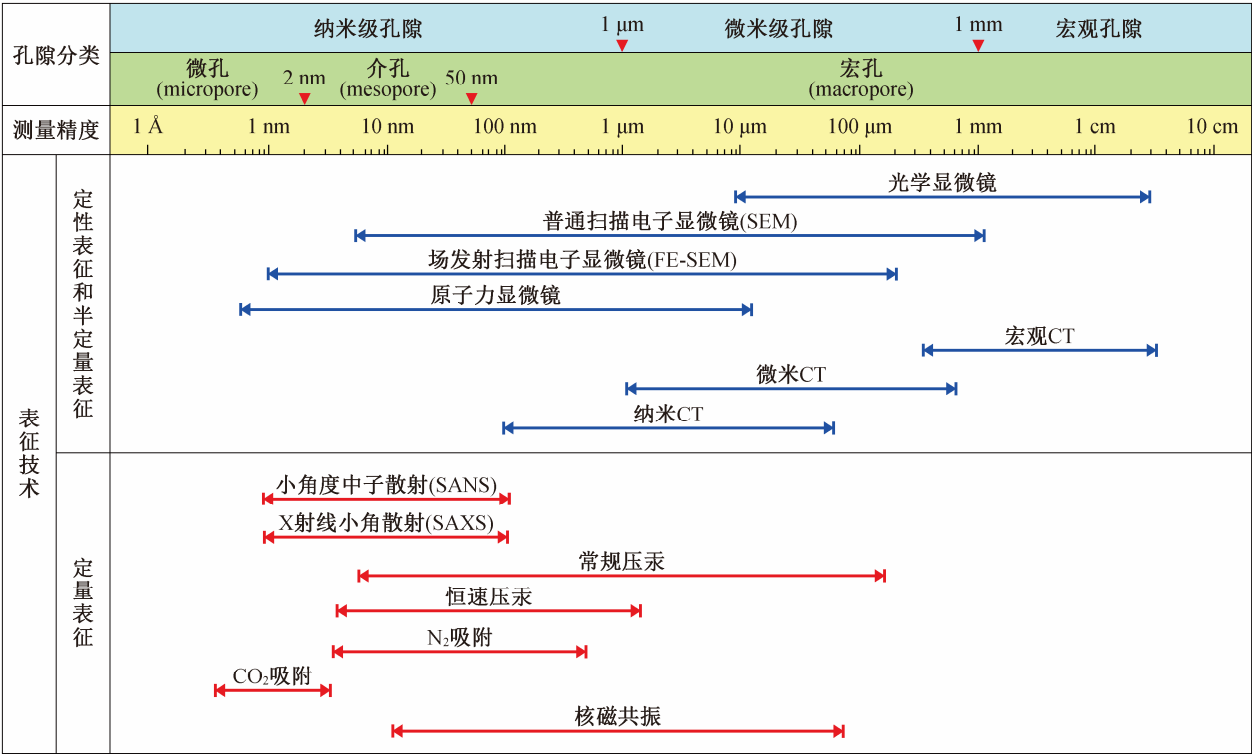 孔隙分类
纳米级孔隙
1 μm
微米级孔隙
1 mm
宏观孔隙
微孔
(micropore)
2 nm
介孔
(mesopore)
50 nm
宏孔
(macropore)
测量精度
1 Å
1 nm
10 nm
100 nm
1 μm
10 μm
100 μm
1 mm
1 cm
10 cm
表征技术
定性表征和半定量表征
光学显微镜
普通扫描电子显微镜(SEM)
场发射扫描电子显微镜(FE-SEM)
原子力显微镜
宏观CT
微米CT
纳米CT
定量表征
小角度中子散射(SANS)
X射线小角散射(SAXS)
常规压汞
恒速压汞
N₂吸附
CO₂吸附
核磁共振